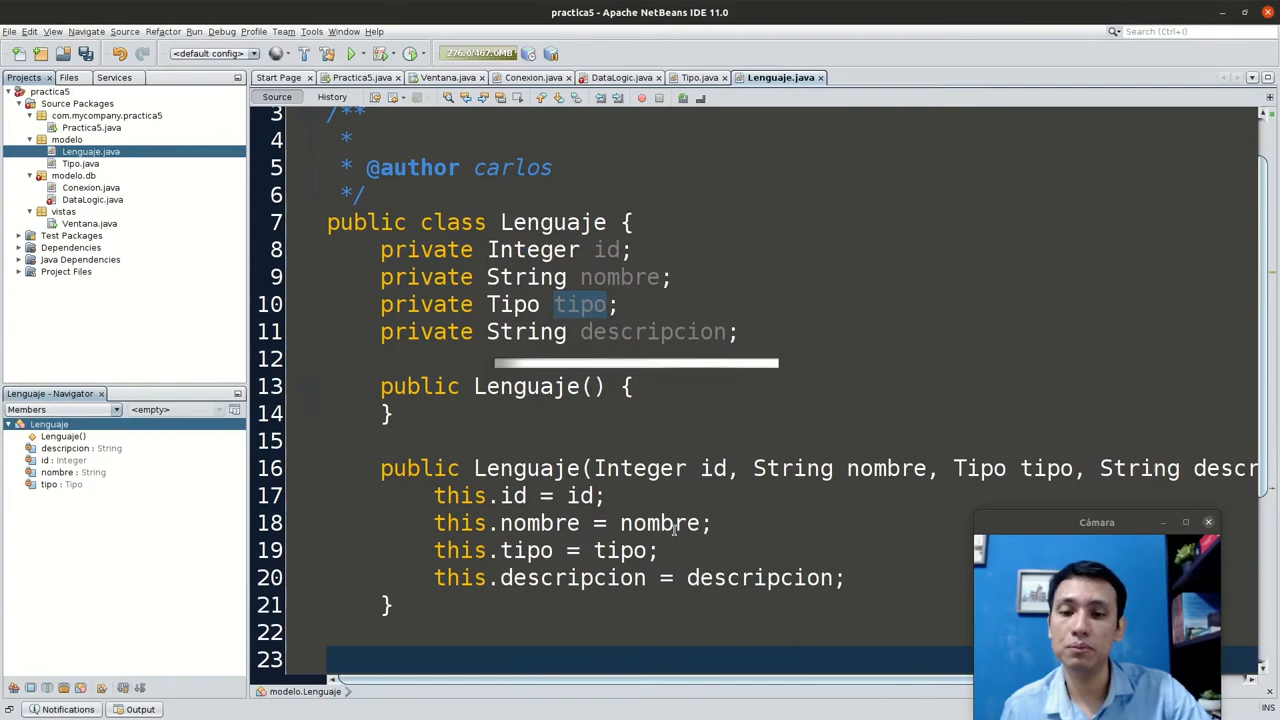 practica5 - Apache NetBeans IDE 11.0
File Edit View Navigate Source Refactor Run Debug Profile Team Tools Window Help
Search (Ctrl+I)
<default config>
276.0/467.0MB
Projects Files Services
Start Page Practica5.java Ventana.java Conexion.java DataLogic.java Tipo.java Lenguaje.java
Source History
practica5
Source Packages
com.mycompany.practica5
Practica5.java
modelo
Lenguaje.java
Tipo.java
modelo.db
Conexion.java
DataLogic.java
vistas
Ventana.java
Test Packages
Dependencies
Java Dependencies
Project Files
Lenguaje - Navigator
Members <empty>
Lenguaje
Lenguaje()
descripcion : String
id : Integer
nombre : String
tipo : Tipo
3 /**
4 *
5 * @author carlos
6 */
7 public class Lenguaje {
8 private Integer id;
9 private String nombre;
10 private Tipo tipo;
11 private String descripcion;
12
13 public Lenguaje() {
14 }
15
16 public Lenguaje(Integer id, String nombre, Tipo tipo, String descr
17 this.id = id;
18 this.nombre = nombre;
19 this.tipo = tipo;
20 this.descripcion = descripcion;
21 }
22
23
Câmara
modelo.Lenguaje
Notifications Output
INS